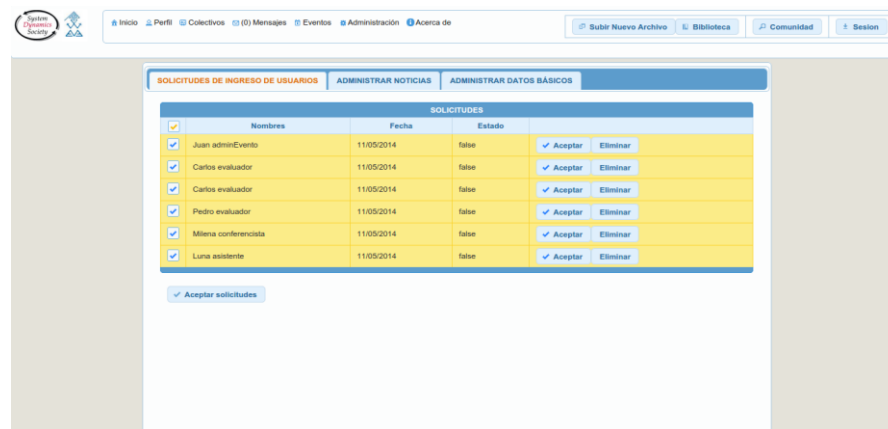 System
Dynamics
Society
Inicio Perfil Colectivos (0) Mensajes Eventos Administración Acerca de
Subir Nuevo Archivo Biblioteca Comunidad Sesion
SOLICITUDES DE INGRESO DE USUARIOS ADMINISTRAR NOTICIAS ADMINISTRAR DATOS BÁSICOS
SOLICITUDES
Nombres Fecha Estado
Juan adminEvento 11/05/2014 false Aceptar Eliminar
Carlos evaluador 11/05/2014 false Aceptar Eliminar
Carlos evaluador 11/05/2014 false Aceptar Eliminar
Pedro evaluador 11/05/2014 false Aceptar Eliminar
Milena conferencista 11/05/2014 false Aceptar Eliminar
Luna asistente 11/05/2014 false Aceptar Eliminar
Aceptar solicitudes